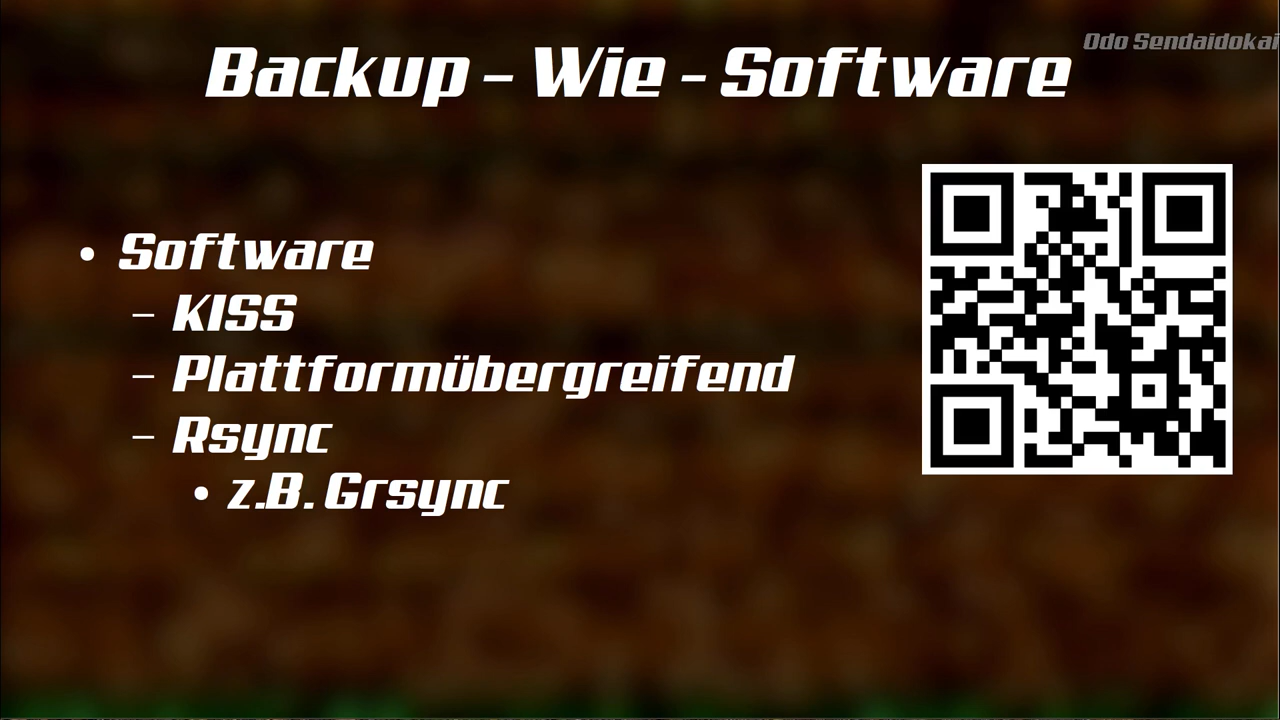 Odo Sendaidokai
Backup - Wie - Software
• Software
– KISS
– Plattformübergreifend
– Rsync
• z.B. Grsync